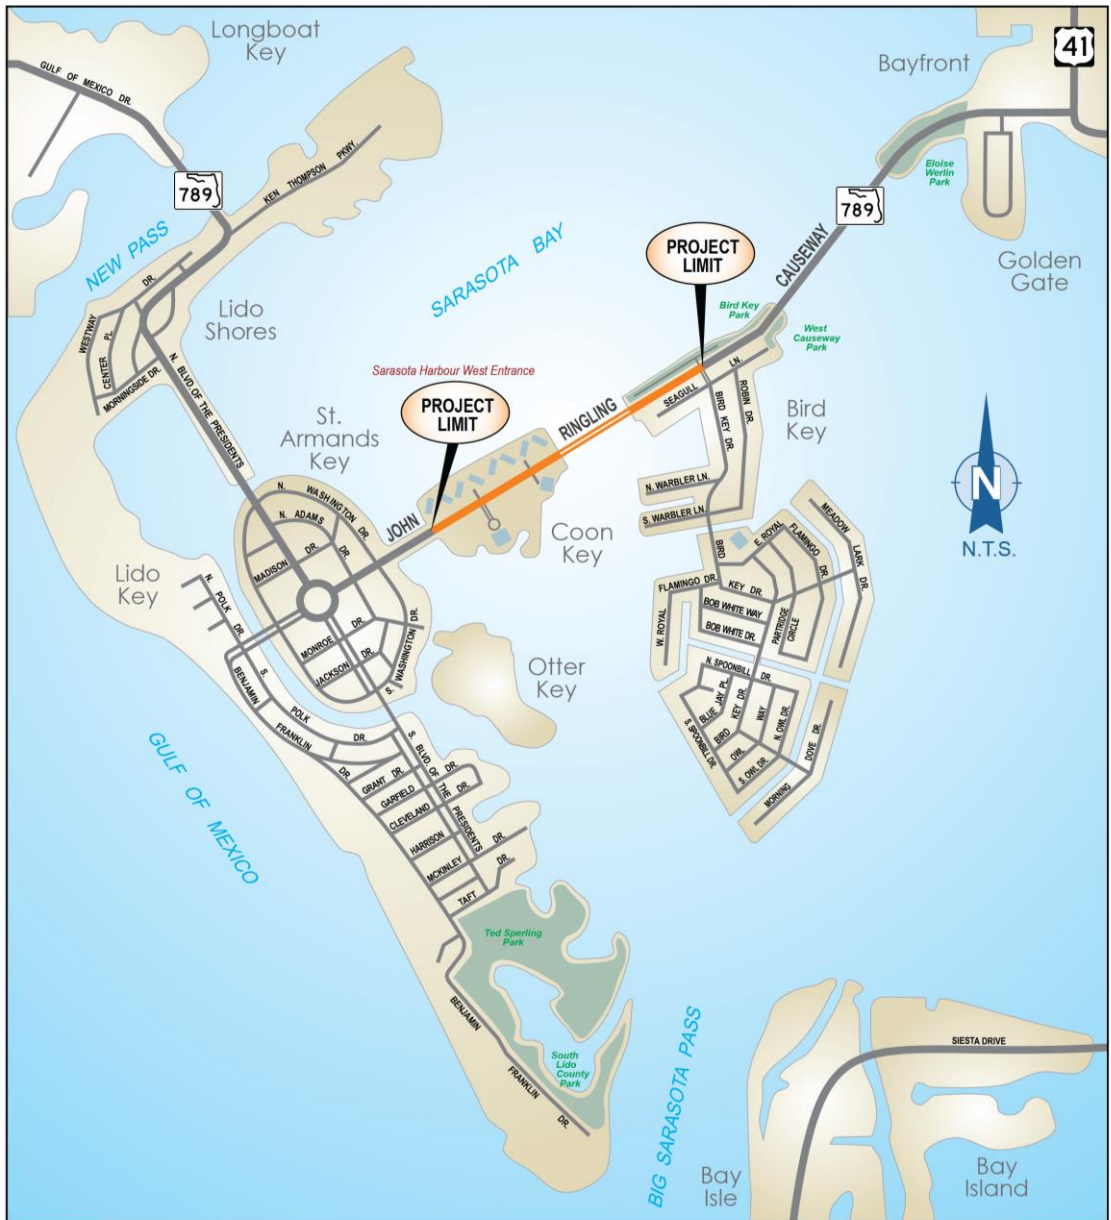 Longboat
Key
41
Bayfront
GULF OF MEXICO DR.
KEN THOMPSON PKWY.
789
Eloise
Werlin
Park
789
NEW PASS
SARASOTA BAY
PROJECT
LIMIT
CAUSEWAY
Golden
Gate
WESTWAY DR.
Lido
Shores
CENTER PL.
MORNINGSIDE DR.
Bird Key
Park
West
Causeway
Park
N. BLVD. OF THE PRESIDENTS
Sarasota Harbour West Entrance
PROJECT
LIMIT
RINGLING
SEAGULL LN.
BIRD KEY DR.
ROBIN DR.
Bird
Key
St.
Armands
Key
JOHN
N. WASHINGTON DR.
N. ADAMS DR.
MADISON DR.
N. WARBLER LN.
S. WARBLER LN.
Coon
Key
N
N.T.S.
MEADOW LARK DR.
E. ROYAL FLAMINGO DR.
BIRD KEY DR.
Lido
Key
N. POLK DR.
W. ROYAL FLAMINGO DR.
BOB WHITE WAY
BOB WHITE DR.
PARTRIDGE CIRCLE
MONROE DR.
JACKSON DR.
S. WASHINGTON DR.
Otter
Key
N. SPOONBILL DR.
BLUE JAY PL.
BIRD KEY DR.
OWL WAY
N. OWL DR.
S. OWL DR.
S. SPOONBILL DR.
MORNING DOVE DR.
S. POLK DR.
BENJAMIN FRANKLIN DR.
S. BLVD. OF THE PRESIDENTS
GULF OF MEXICO
GRANT DR.
GARFIELD DR.
CLEVELAND DR.
HARRISON
MCKINLEY DR.
TAFT DR.
Ted Sperling
Park
BENJAMIN FRANKLIN DR.
South
Lido
County
Park
BIG SARASOTA PASS
SIESTA DRIVE
Bay
Isle
Bay
Island